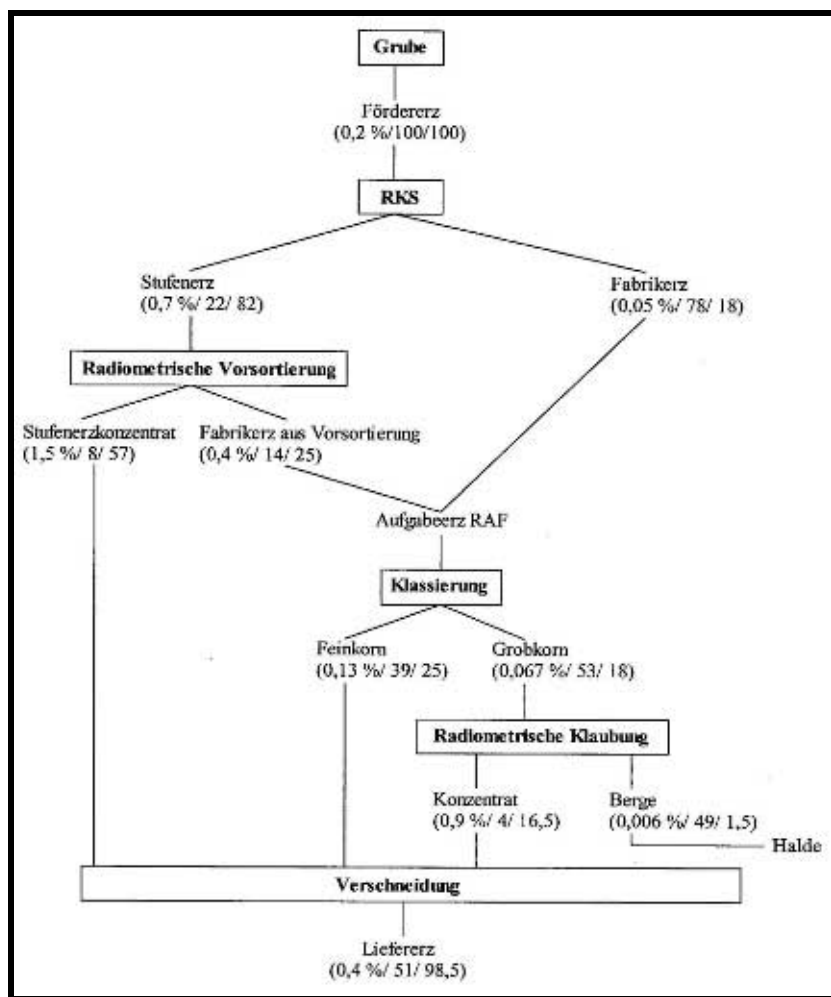 Grube
Fördererz
(0,2 %/100/100)
RKS
Stufenerz
(0,7 %/ 22/ 82)
Fabrikerz
(0,05 %/ 78/ 18)
Radiometrische Vorsortierung
Stufenerzkonzentrat
(1,5 %/ 8/ 57)
Fabrikerz aus Vorsortierung
(0,4 %/ 14/ 25)
Aufgabeerz RAF
Klassierung
Feinkorn
(0,13 %/ 39/ 25)
Grobkorn
(0,067 %/ 53/ 18)
Radiometrische Klaubung
Konzentrat
(0,9 %/ 4/ 16,5)
Berge
(0,006 %/ 49/ 1,5)
Halde
Verschneidung
Liefererz
(0,4 %/ 51/ 98,5)